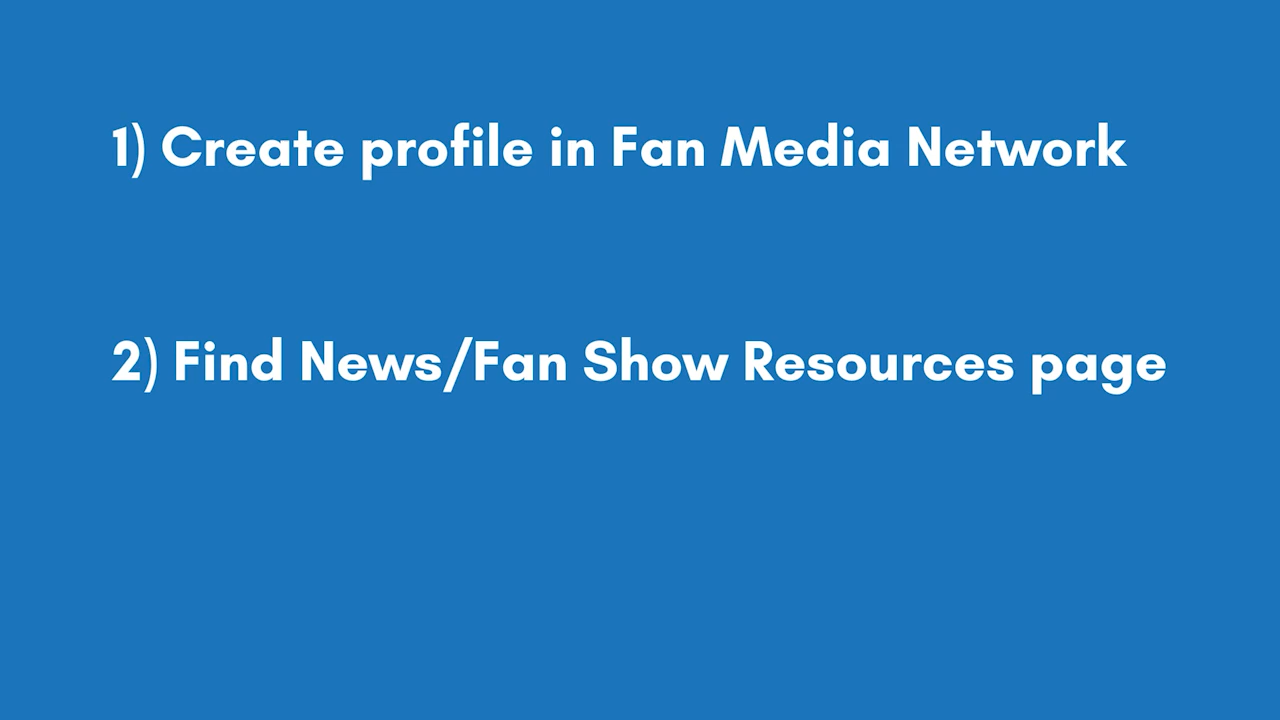 1) Create profile in Fan Media Network
2) Find News/Fan Show Resources page